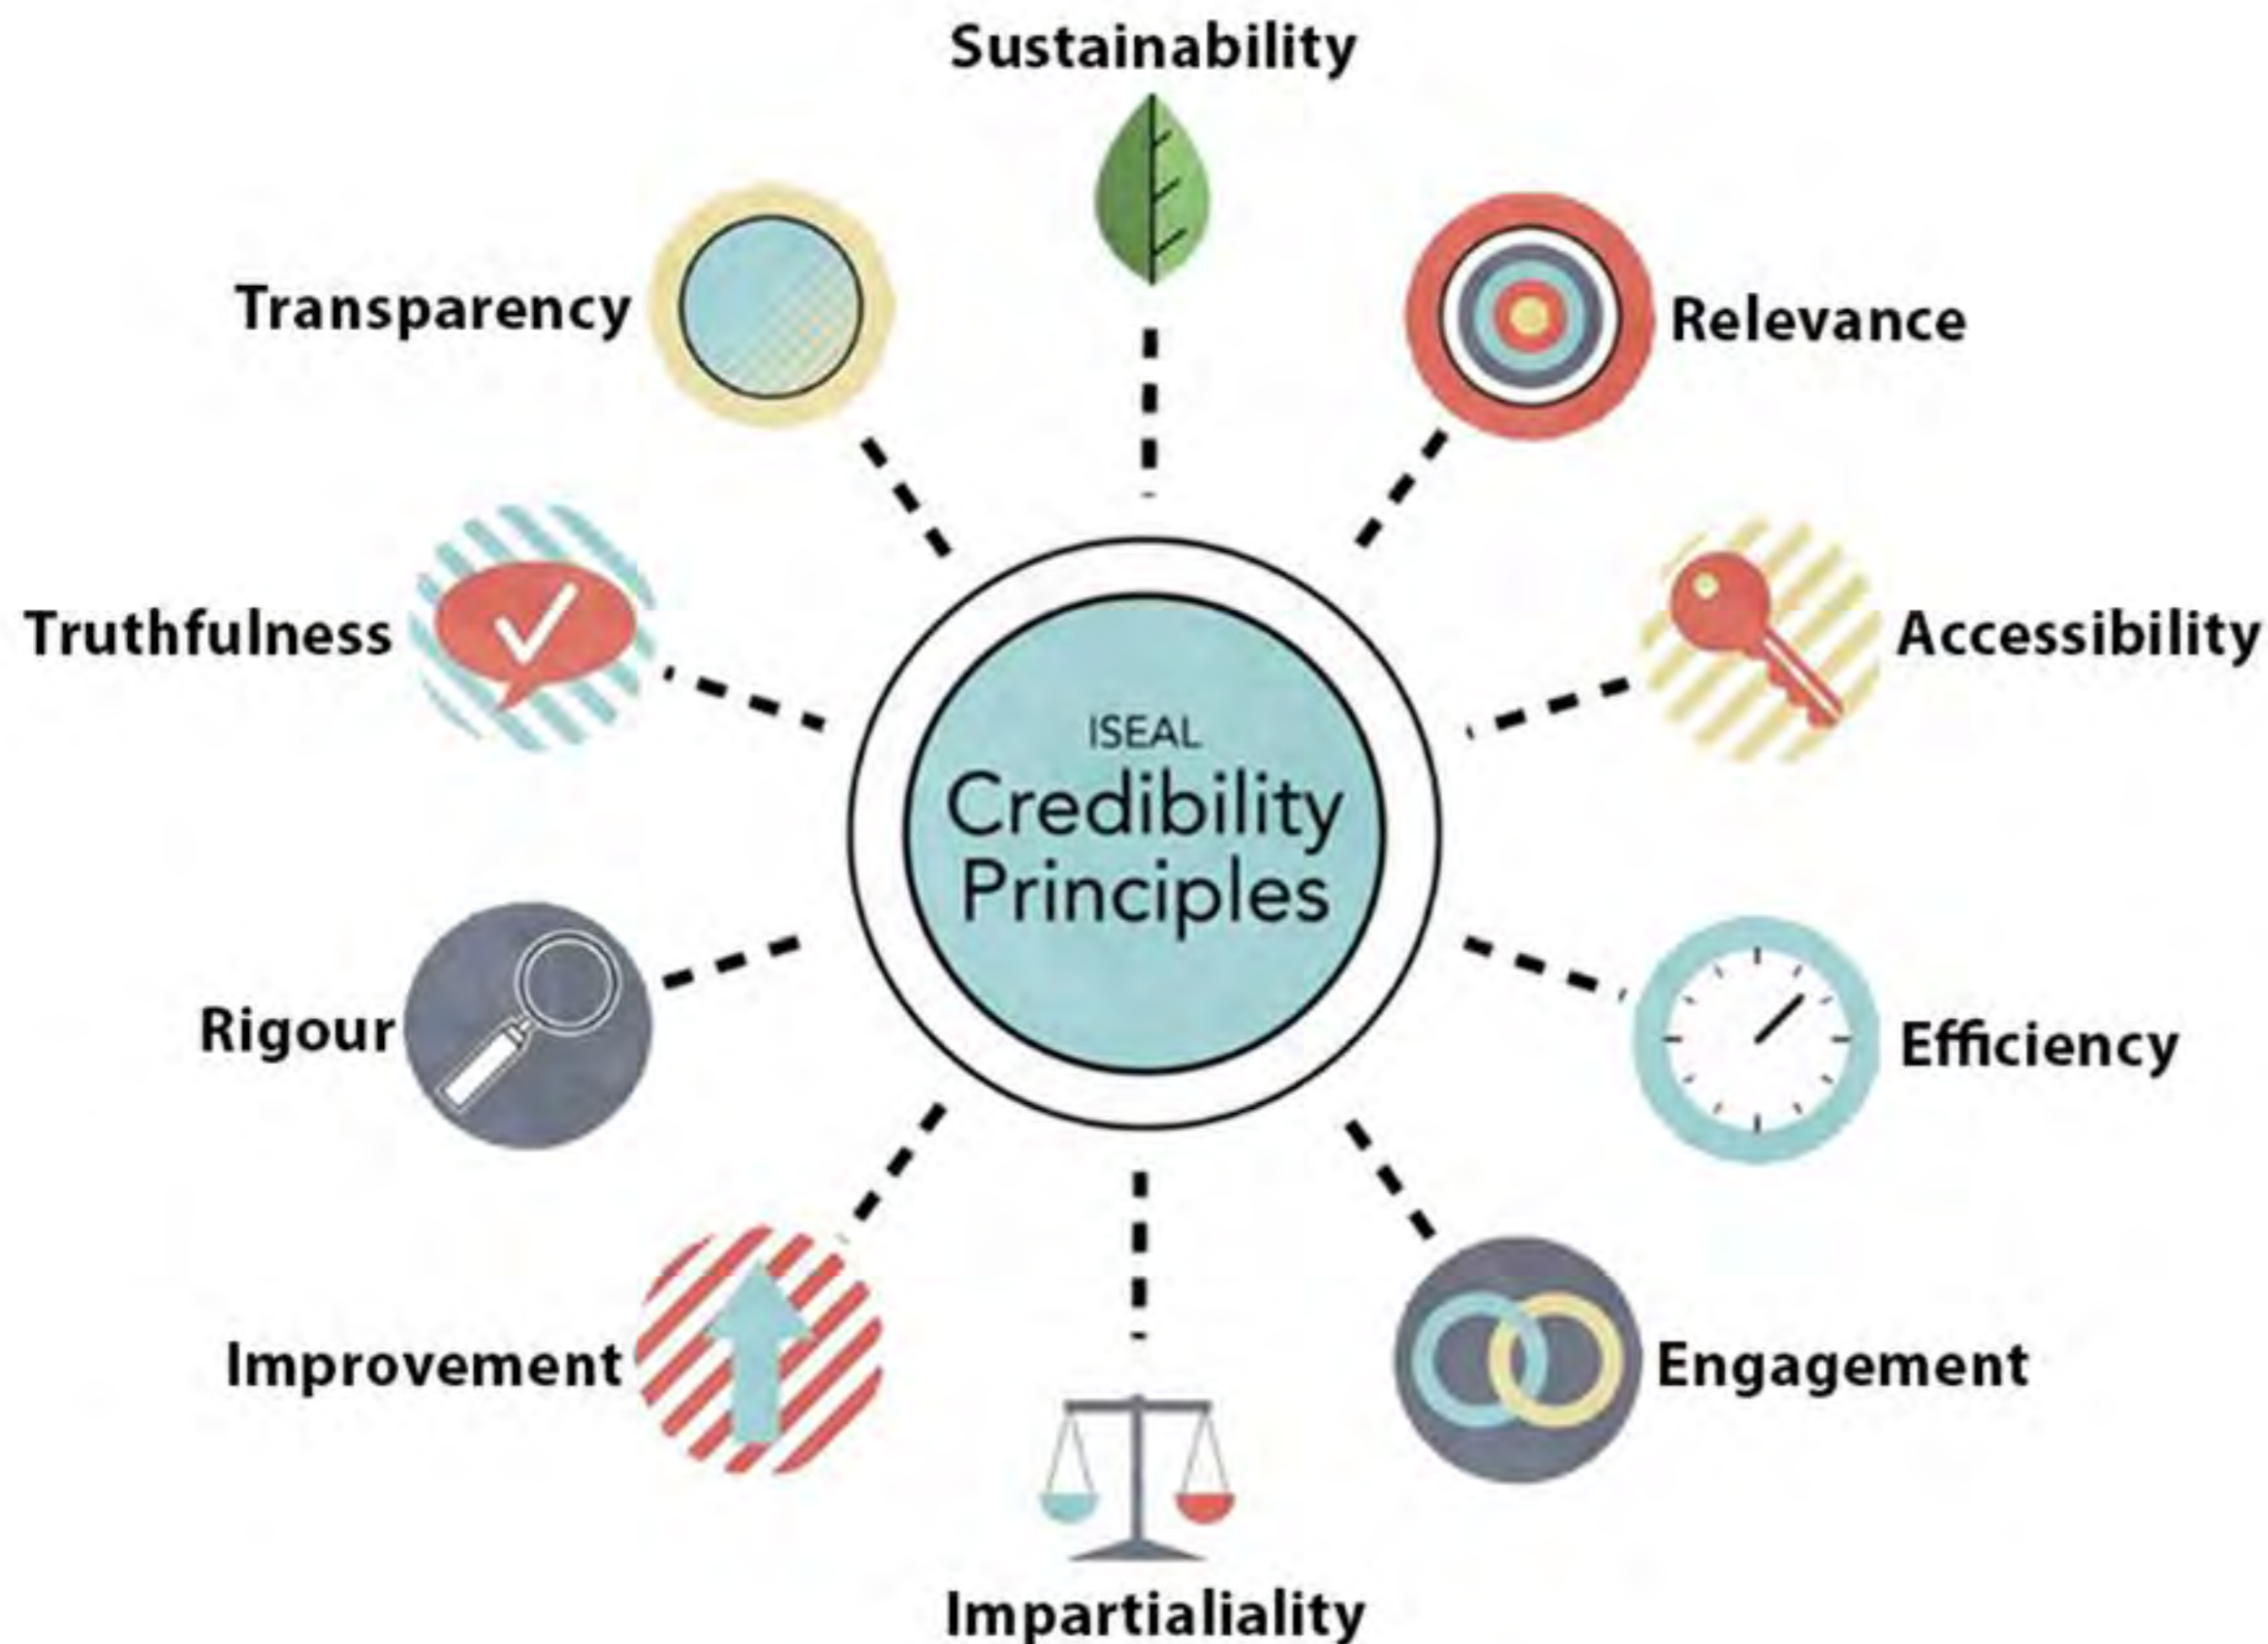 Sustainability
Transparency
Relevance
Truthfulness
Accessibility
ISEAL
Credibility
Principles
Rigour
Efficiency
Improvement
Engagement
Impartialiality